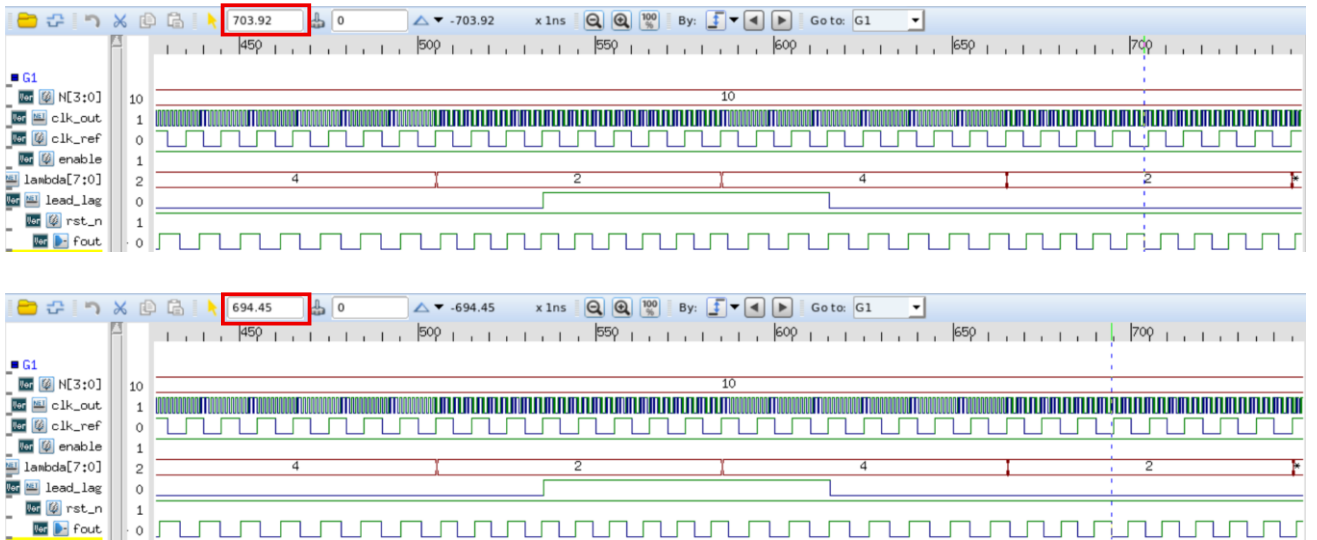 703.92 0 -703.92 x 1ns 100 % By: Go to: G1
450 500 550 600 650 700
G1
N[3:0] 10 10
clk_out 1
clk_ref 0
enable 1
lambda[7:0] 2 4 2 4 2 *
lead_lag 0
rst_n 1
fout 0
694.45 0 -694.45 x 1ns 100 % By: Go to: G1
450 500 550 600 650 700
G1
N[3:0] 10 10
clk_out 1
clk_ref 0
enable 1
lambda[7:0] 2 4 2 4 2 *
lead_lag 0
rst_n 1
fout 0